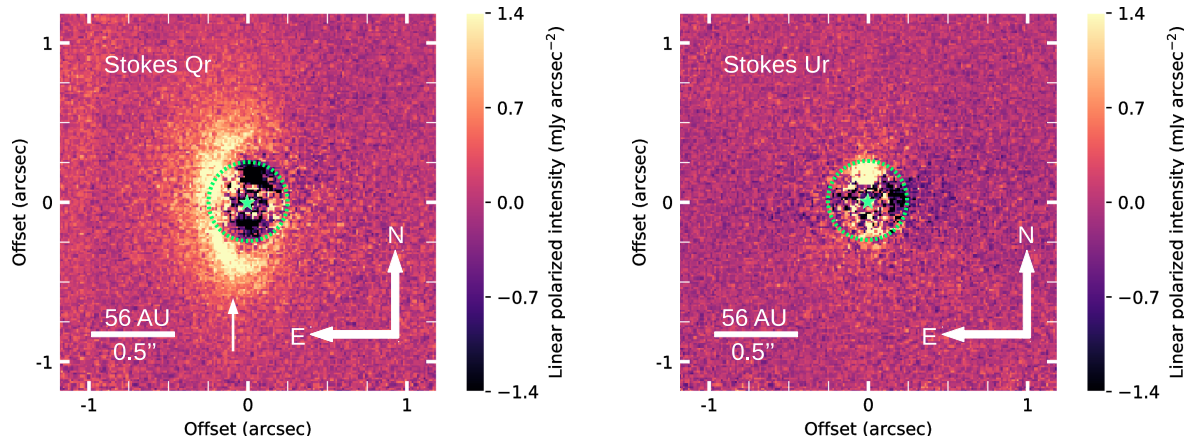 Stokes Qr
Offset (arcsec)
1
0
-1
-1
0
1
Offset (arcsec)
N
E
56 AU
0.5’’
1.4
0.7
0.0
−0.7
−1.4
Linear polarized intensity (mJy arcsec⁻²)
Stokes Ur
Offset (arcsec)
1
0
-1
-1
0
1
Offset (arcsec)
N
E
56 AU
0.5’’
1.4
0.7
0.0
−0.7
−1.4
Linear polarized intensity (mJy arcsec⁻²)